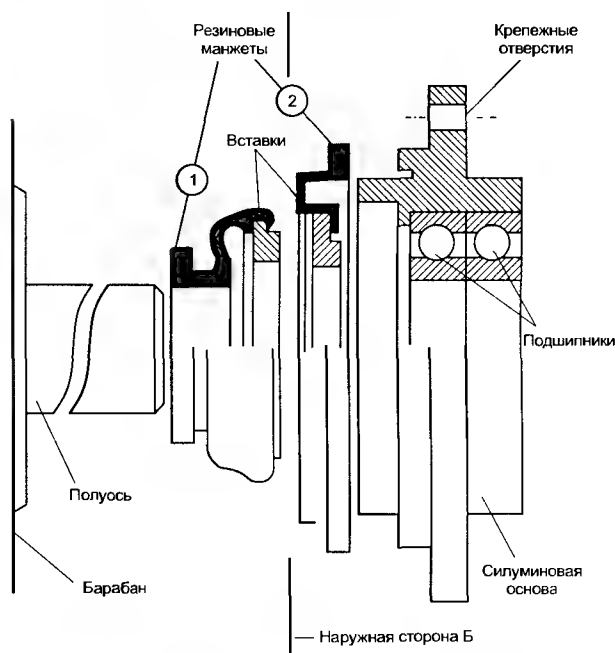 Резиновые
манжеты
Крепежные
отверстия
2
Вставки
1
Подшипники
Полуось
Силуминовая
основа
Барабан
Наружная сторона Б